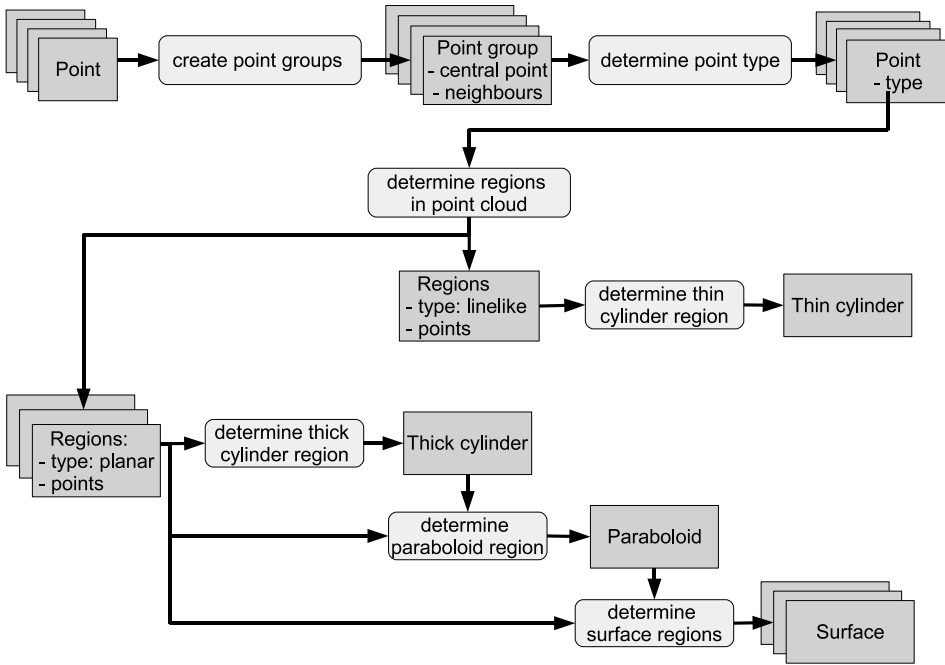 Point
create point groups
Point group
- central point
- neighbours
determine point type
Point
- type
determine regions
in point cloud
Regions
- type: linelike
- points
determine thin
cylinder region
Thin cylinder
Regions:
- type: planar
- points
determine thick
cylinder region
Thick cylinder
determine
paraboloid region
Paraboloid
determine
surface regions
Surface